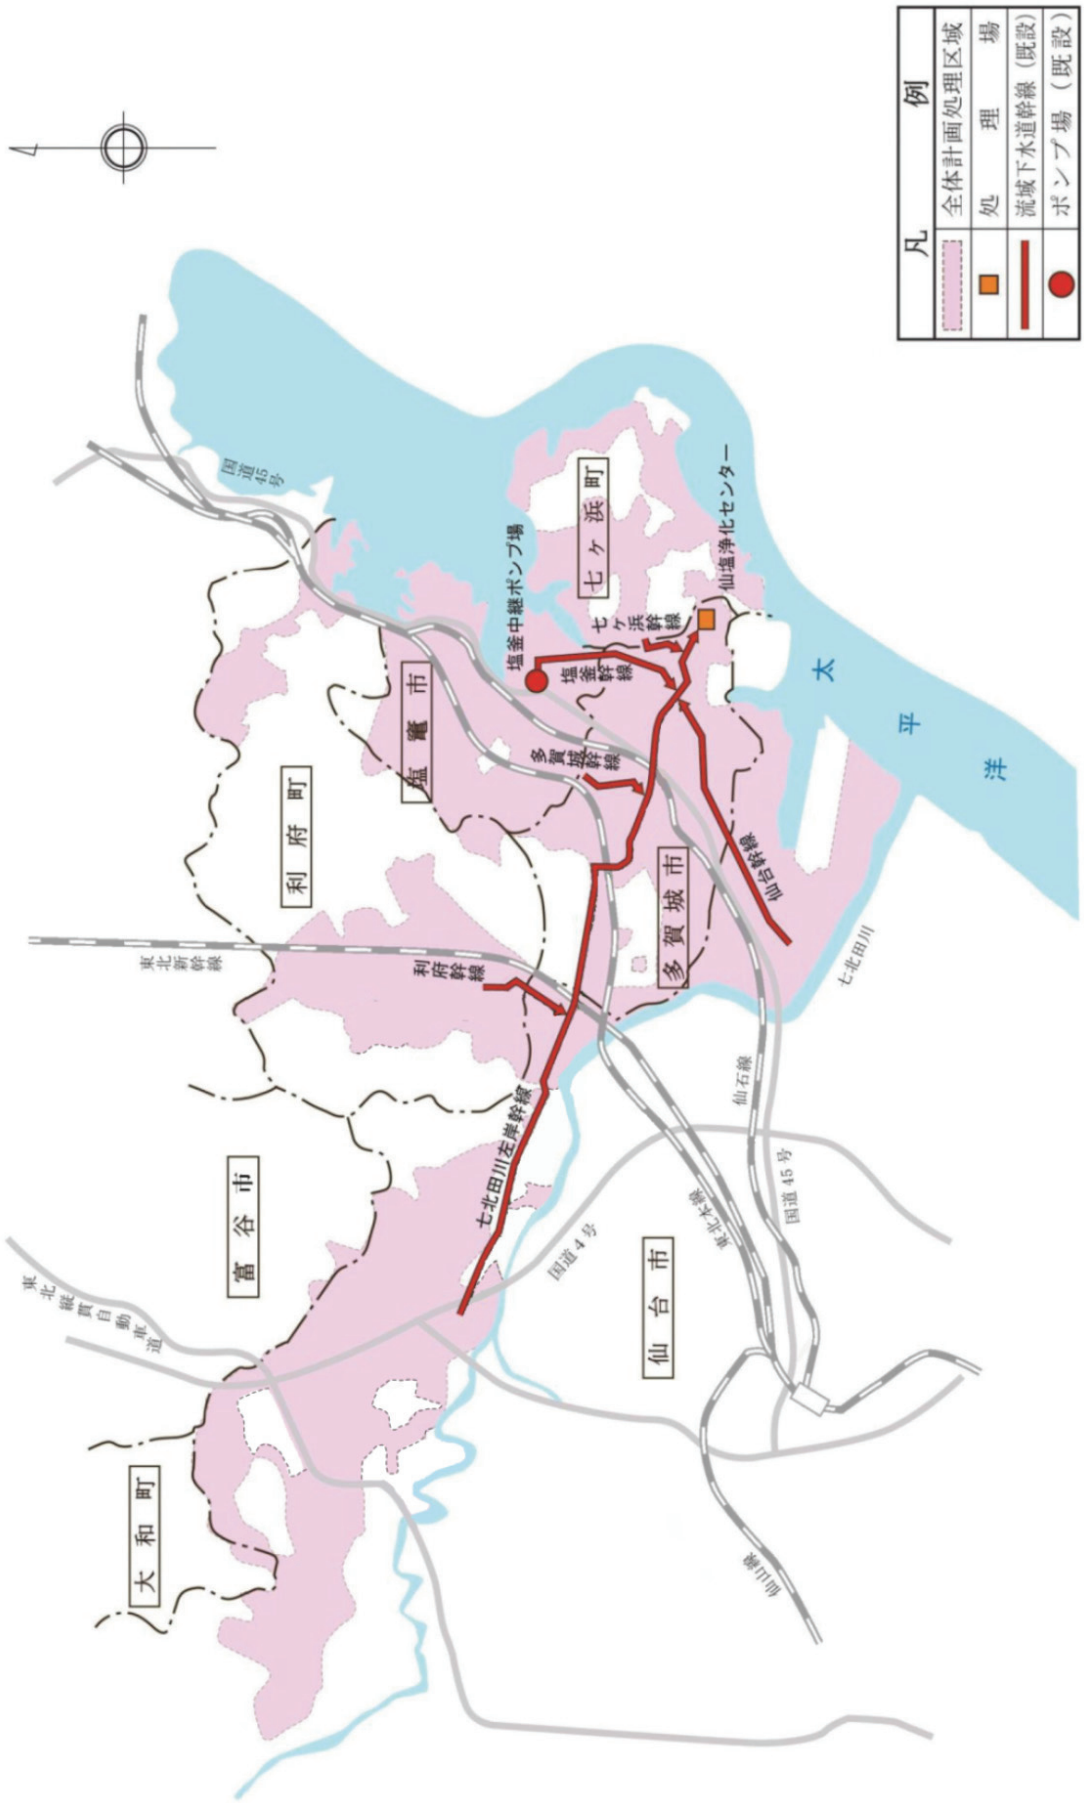 凡　例
全体計画処理区域
処理場
流域下水道幹線（既設）
ポンプ場（既設）
大和町
富谷市
利府町
塩竈市
七ヶ浜町
多賀城市
仙台市
東北縦貫自動車道
東北新幹線
国道45号
利府幹線
七北田川左岸幹線
多賀城幹線
塩釜中継ポンプ場
塩釜幹線
七ヶ浜幹線
仙塩浄化センター
仙台幹線
七北田川
国道4号
東北本線
仙石線
国道45号
仙山線
太平洋